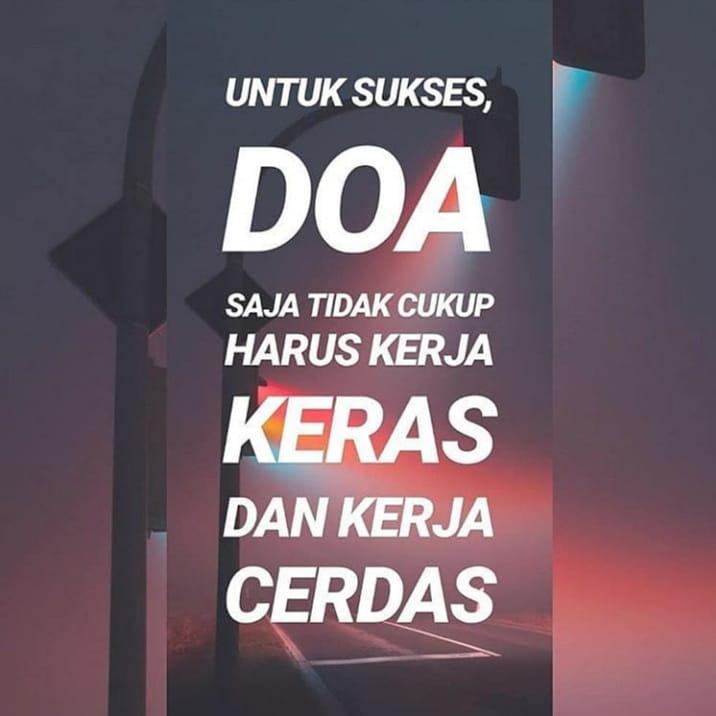 UNTUK SUKSES,
DOA
SAJA TIDAK CUKUP
HARUS KERJA
KERAS
DAN KERJA
CERDAS